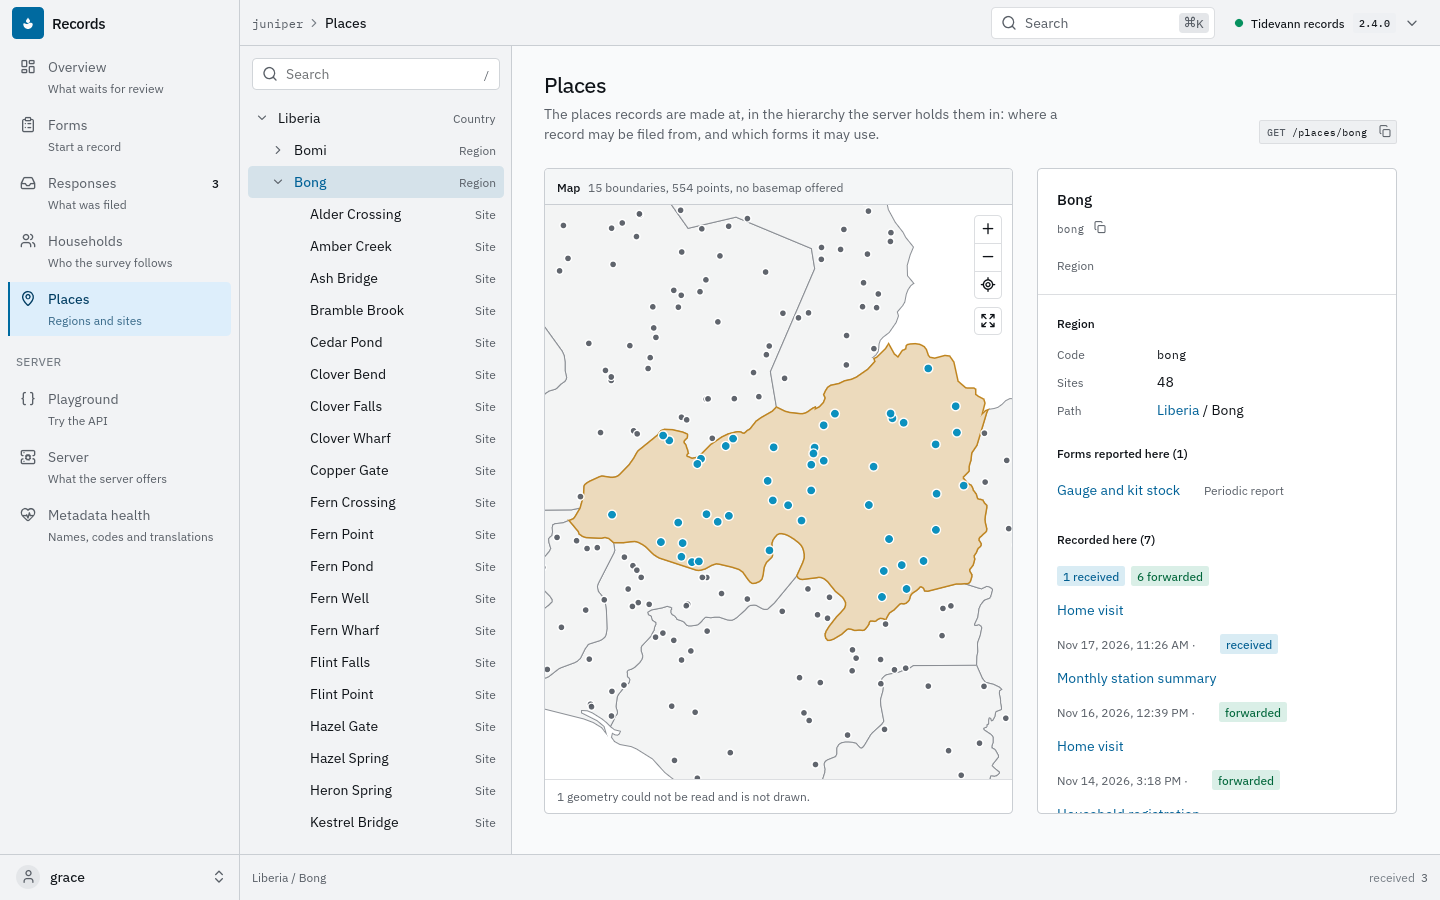 Records
juniper > Places
Search ⌘K
Tidevann records 2.4.0
Overview
What waits for review
Forms
Start a record
Responses 3
What was filed
Households
Who the survey follows
Places
Regions and sites
SERVER
Playground
Try the API
Server
What the server offers
Metadata health
Names, codes and translations
grace
Search /
Liberia Country
Bomi Region
Bong Region
Alder Crossing Site
Amber Creek Site
Ash Bridge Site
Bramble Brook Site
Cedar Pond Site
Clover Bend Site
Clover Falls Site
Clover Wharf Site
Copper Gate Site
Fern Crossing Site
Fern Point Site
Fern Pond Site
Fern Well Site
Fern Wharf Site
Flint Falls Site
Flint Point Site
Hazel Gate Site
Hazel Spring Site
Heron Spring Site
Kestrel Bridge Site
Places
The places records are made at, in the hierarchy the server holds them in: where a
record may be filed from, and which forms it may use.
GET /places/bong
Map 15 boundaries, 554 points, no basemap offered
1 geometry could not be read and is not drawn.
Bong
bong
Region
Region
Code bong
Sites 48
Path Liberia / Bong
Forms reported here (1)
Gauge and kit stock Periodic report
Recorded here (7)
1 received 6 forwarded
Home visit
Nov 17, 2026, 11:26 AM · received
Monthly station summary
Nov 16, 2026, 12:39 PM · forwarded
Home visit
Nov 14, 2026, 3:18 PM · forwarded
Household registration
Liberia / Bong
received 3